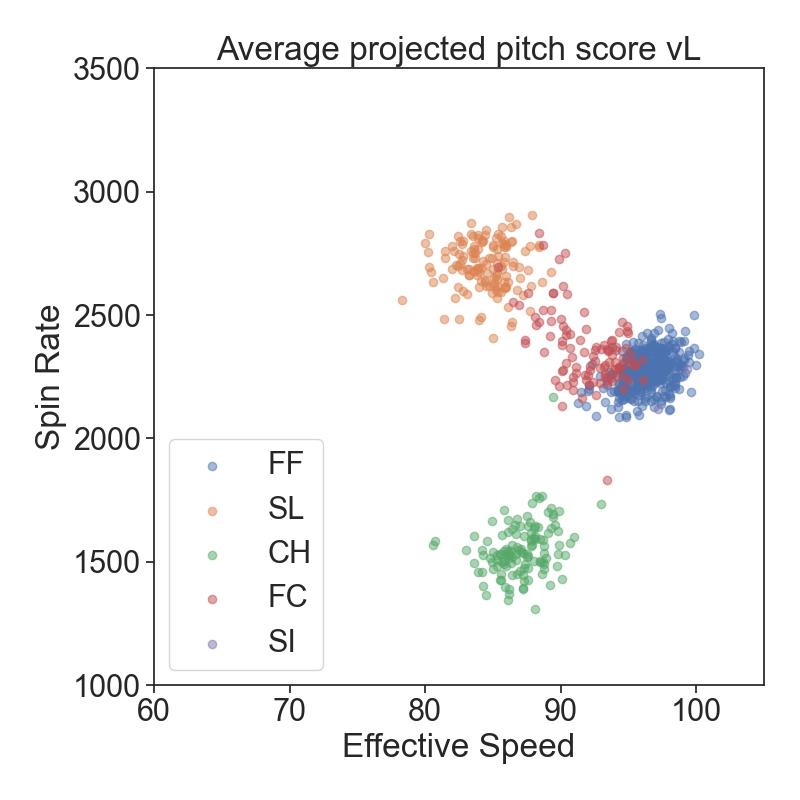 Average projected pitch score vL
3500
3000
2500
2000
1500
1000
Spin Rate
FF
SL
CH
FC
SI
60 70 80 90 100
Effective Speed